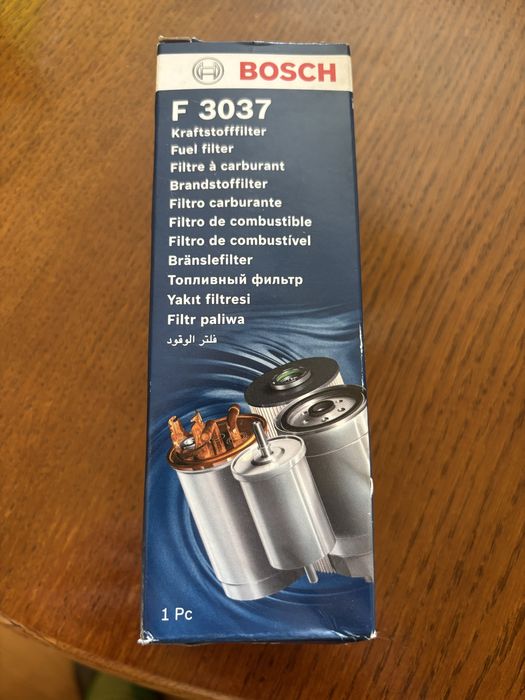 BOSCH
F 3037
Kraftstofffilter
Fuel filter
Filtre à carburant
Brandstoffilter
Filtro carburante
Filtro de combustible
Filtro de combustível
Bränslefilter
Топливный фильтр
Yakıt filtresi
Filtr paliwa
فلتر الوقود
1 Pc